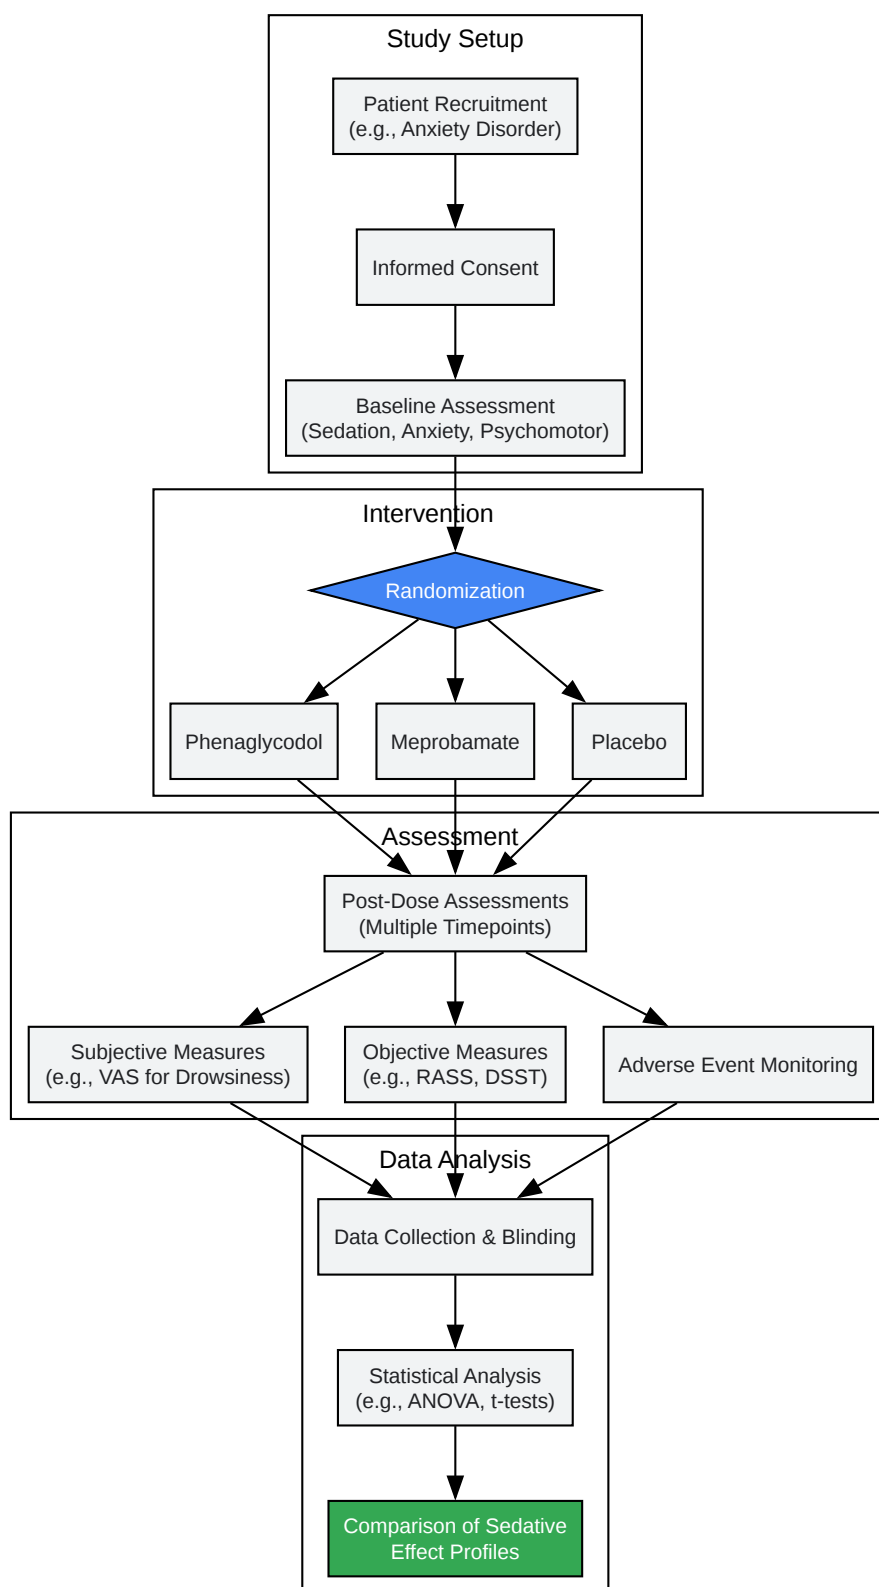 Study Setup
Patient Recruitment
(e.g., Anxiety Disorder)
Informed Consent
Baseline Assessment
(Sedation, Anxiety, Psychomotor)
Intervention
Randomization
Phenaglycodol
Meprobamate
Placebo
Assessment
Post-Dose Assessments
(Multiple Timepoints)
Subjective Measures
(e.g., VAS for Drowsiness)
Objective Measures
(e.g., RASS, DSST)
Adverse Event Monitoring
Data Analysis
Data Collection & Blinding
Statistical Analysis
(e.g., ANOVA, t-tests)
Comparison of Sedative
Effect Profiles